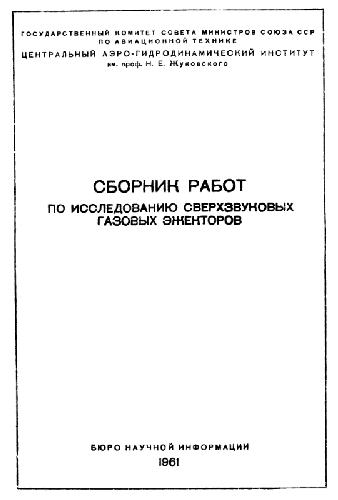 ГОСУДАРСТВЕННЫЙ КОМИТЕТ СОВЕТА МИНИСТРОВ СОЮЗА ССР
ПО АВИАЦИОННОЙ ТЕХНИКЕ
ЦЕНТРАЛЬНЫЙ АЭРО-ГИДРОДИНАМИЧЕСКИЙ ИНСТИТУТ
им. проф. Н. Е. Жуковского
СБОРНИК РАБОТ
ПО ИССЛЕДОВАНИЮ СВЕРХЗВУКОВЫХ
ГАЗОВЫХ ЭЖЕКТОРОВ
БЮРО НАУЧНОЙ ИНФОРМАЦИИ
1961